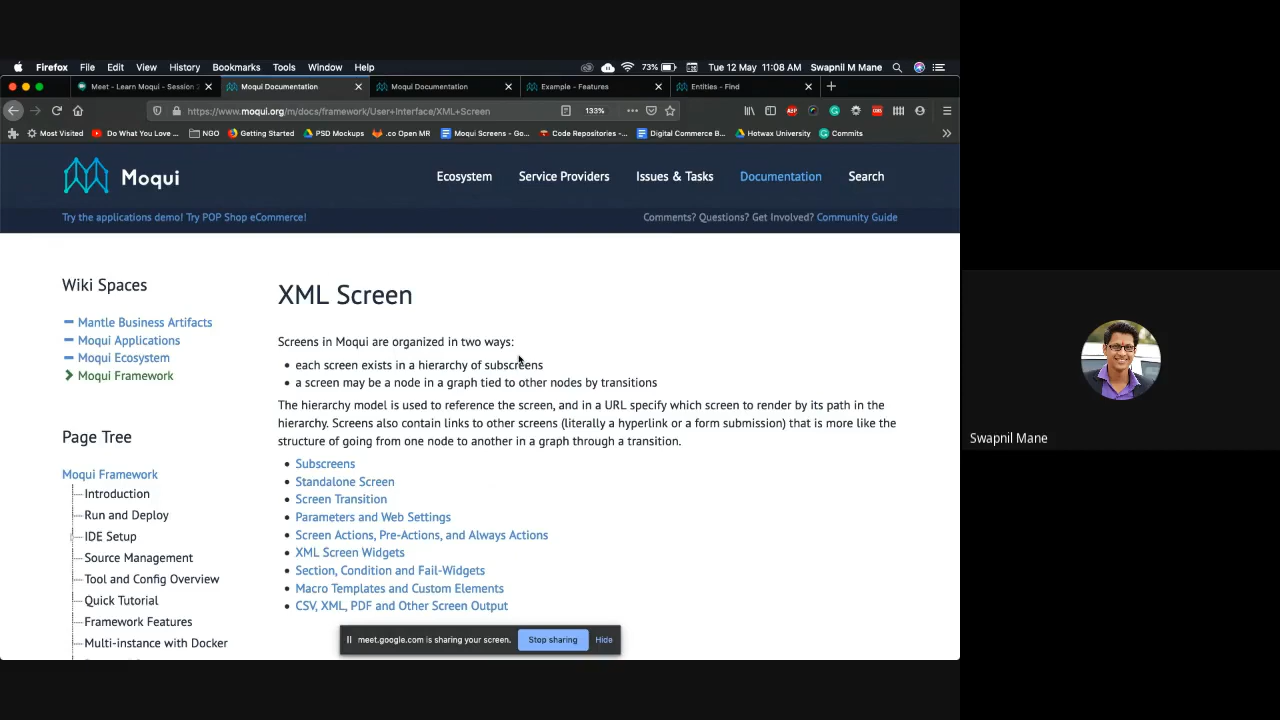 Firefox File Edit View History Bookmarks Tools Window Help 73% Tue 12 May 11:08 AM Swapnil M Mane
Meet - Learn Moqui - Session Moqui Documentation Moqui Documentation Example - Features Entities - Find
https://www.moqui.org/m/docs/framework/User+Interface/XML+Screen 133%
Most Visited Do What You Love ... NGO Getting Started PSD Mockups .co Open MR Moqui Screens - Go... Code Repositories -... Digital Commerce B... Hotwax University Commits
Moqui Ecosystem Service Providers Issues & Tasks Documentation Search
Try the applications demo! Try POP Shop eCommerce! Comments? Questions? Get Involved? Community Guide
Wiki Spaces
Mantle Business Artifacts
Moqui Applications
Moqui Ecosystem
Moqui Framework
Page Tree
Moqui Framework
Introduction
Run and Deploy
IDE Setup
Source Management
Tool and Config Overview
Quick Tutorial
Framework Features
Multi-instance with Docker
XML Screen
Screens in Moqui are organized in two ways:
each screen exists in a hierarchy of subscreens
a screen may be a node in a graph tied to other nodes by transitions
The hierarchy model is used to reference the screen, and in a URL specify which screen to render by its path in the
hierarchy. Screens also contain links to other screens (literally a hyperlink or a form submission) that is more like the
structure of going from one node to another in a graph through a transition.
Subscreens
Standalone Screen
Screen Transition
Parameters and Web Settings
Screen Actions, Pre-Actions, and Always Actions
XML Screen Widgets
Section, Condition and Fail-Widgets
Macro Templates and Custom Elements
CSV, XML, PDF and Other Screen Output
meet.google.com is sharing your screen. Stop sharing Hide
Swapnil Mane